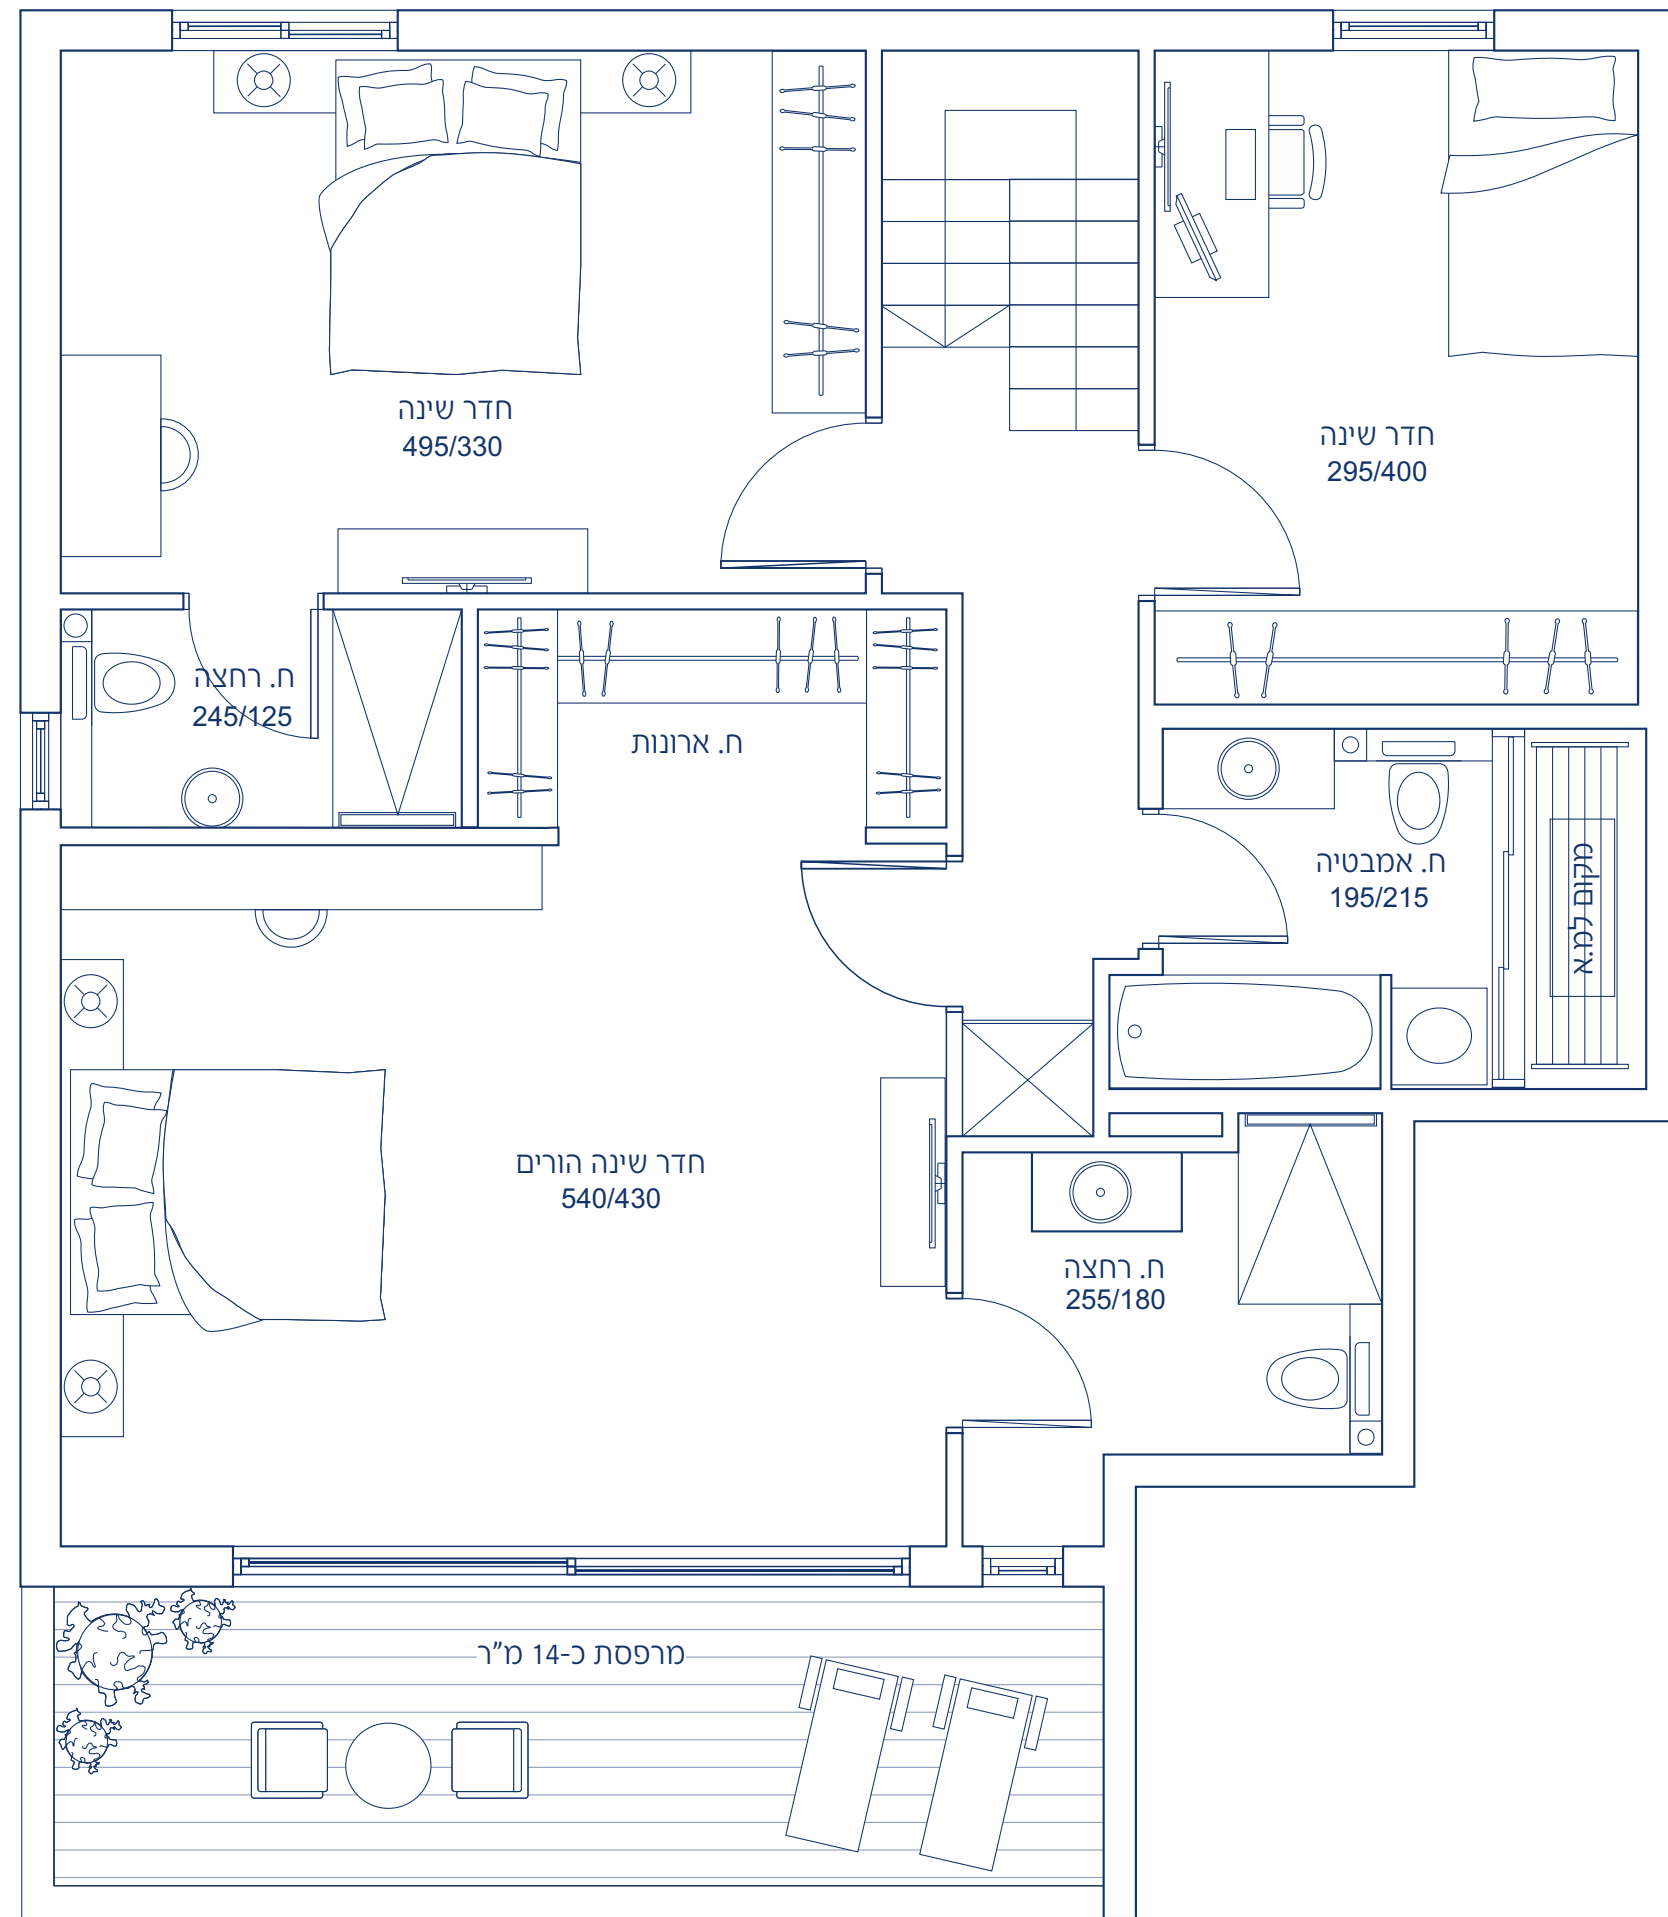 חדר שינה
495/330
חדר שינה
295/400
ח. רחצה
245/125
ח. ארונות
ח. אמבטיה
195/215
מקום למ.א
חדר שינה הורים
540/430
ח. רחצה
255/180
מרפסת כ-14 מ"ר